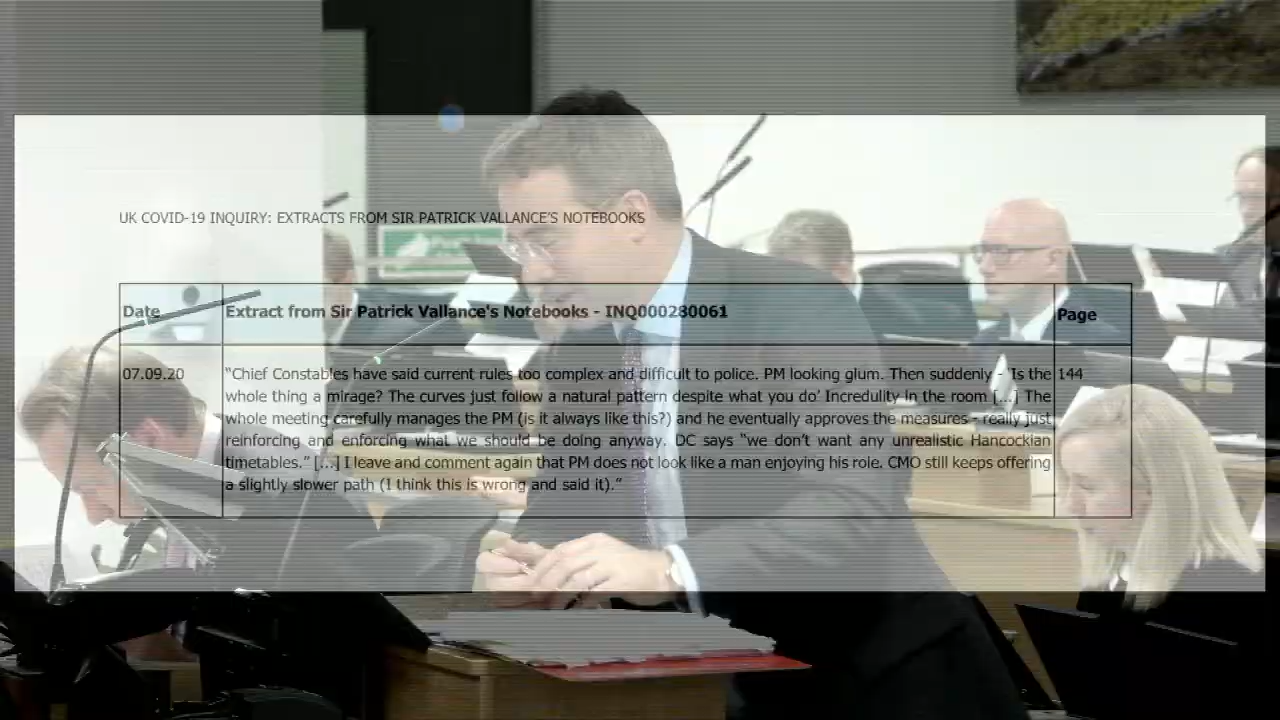 UK COVID-19 INQUIRY: EXTRACTS FROM SIR PATRICK VALLANCE'S NOTEBOOKS
Date Extract from Sir Patrick Vallance's Notebooks - INQ000280061 Page
07.09.20 "Chief Constables have said current rules too complex and difficult to police. PM looking glum. Then suddenly - 'Is the 144
whole thing a mirage? The curves just follow a natural pattern despite what you do' Incredulity in the room [...] The
whole meeting carefully manages the PM (is it always like this?) and he eventually approves the measures - really just
reinforcing and enforcing what we should be doing anyway. DC says "we don't want any unrealistic Hancockian
timetables." [...] I leave and comment again that PM does not look like a man enjoying his role. CMO still keeps offering
a slightly slower path (I think this is wrong and said it)."